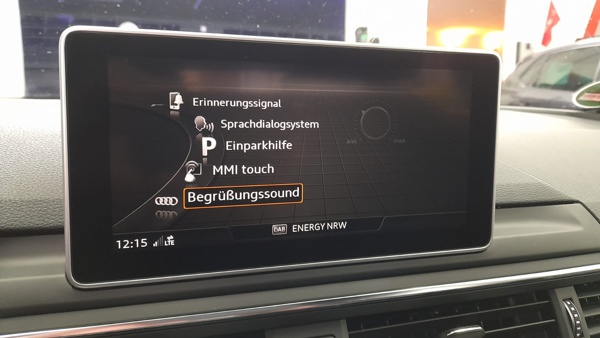 Erinnerungssignal
Sprachdialogsystem
P Einparkhilfe
MMI touch
Begrüßungssound
12:15 LTE
DAB ENERGY NRW